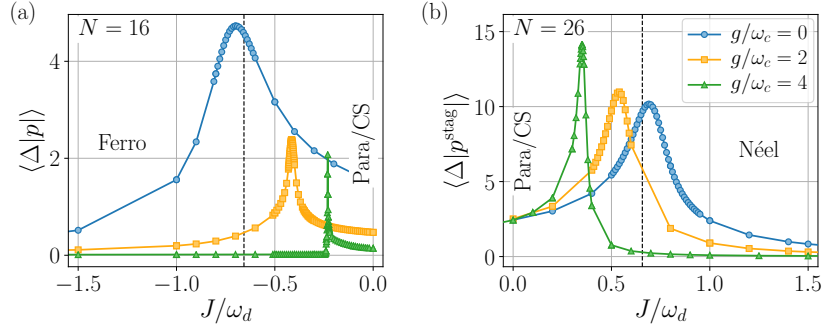 (a)
N = 16
4
2
0
⟨Δ|p|⟩
Ferro
Para/CS
−1.5
−1.0
−0.5
0.0
J/ω_d
(b)
N = 26
15
10
5
0
⟨Δ|p^stag|⟩
Para/CS
Néel
g/ω_c = 0
g/ω_c = 2
g/ω_c = 4
0.0
0.5
1.0
1.5
J/ω_d